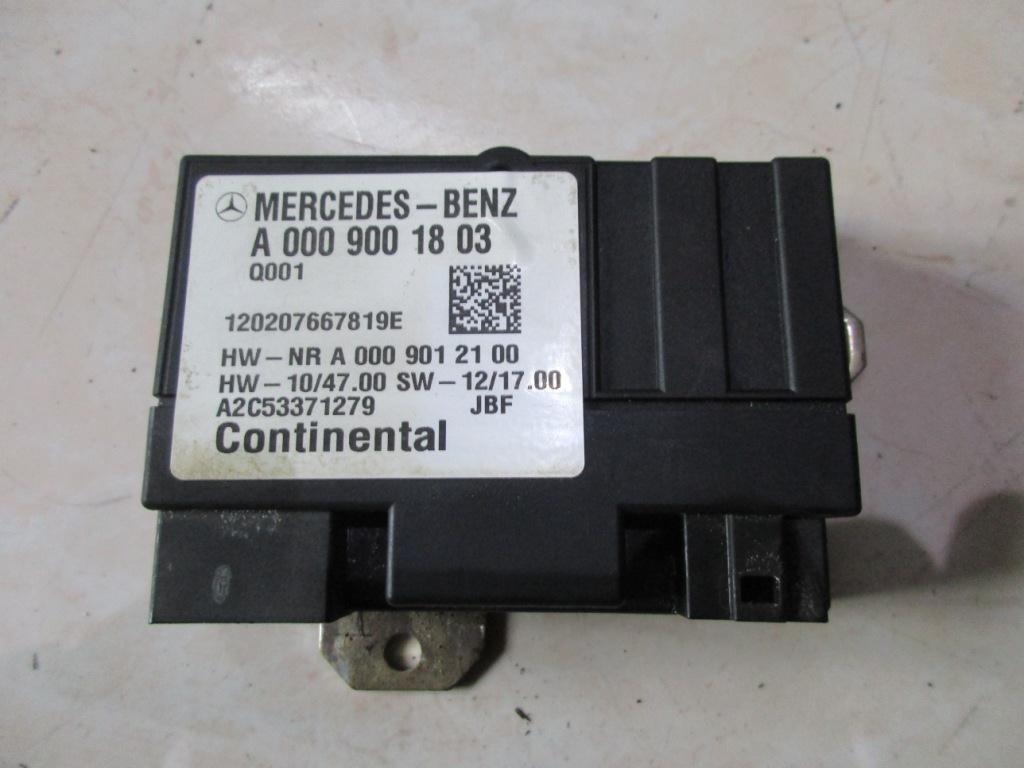 MERCEDES-BENZ
A 000 900 18 03
Q001
120207667819E
HW-NR A 000 901 21 00
HW-10/47.00 SW-12/17.00
A2C53371279 JBF
Continental